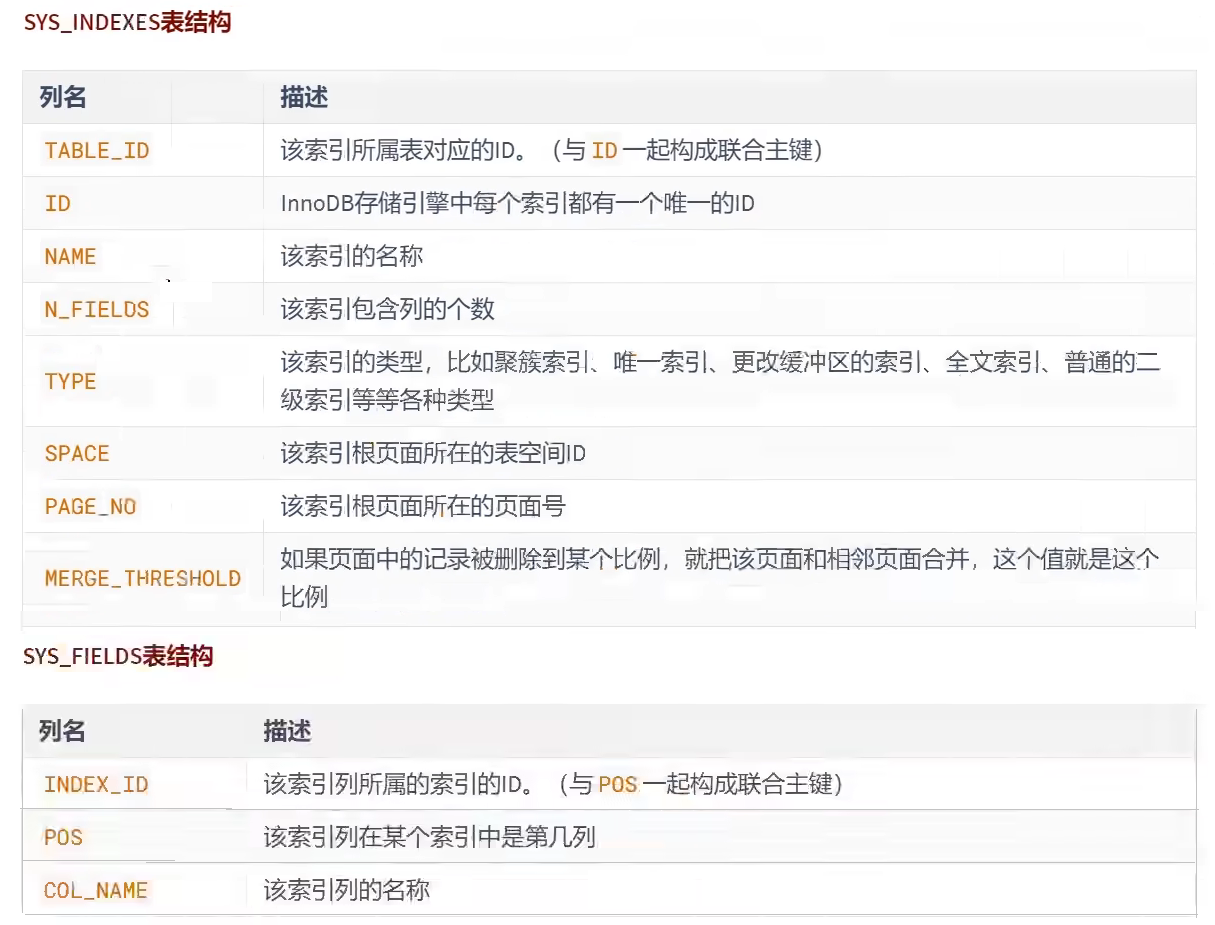 SYS_INDEXES表结构
列名 描述
TABLE_ID 该索引所属表对应的ID。（与 ID 一起构成联合主键）
ID InnoDB存储引擎中每个索引都有一个唯一的ID
NAME 该索引的名称
N_FIELDS 该索引包含列的个数
TYPE 该索引的类型，比如聚簇索引、唯一索引、更改缓冲区的索引、全文索引、普通的二
级索引等等各种类型
SPACE 该索引根页面所在的表空间ID
PAGE_NO 该索引根页面所在的页面号
MERGE_THRESHOLD 如果页面中的记录被删除到某个比例，就把该页面和相邻页面合并，这个值就是这个
比例
SYS_FIELDS表结构
列名 描述
INDEX_ID 该索引列所属的索引的ID。（与 POS 一起构成联合主键）
POS 该索引列在某个索引中是第几列
COL_NAME 该索引列的名称